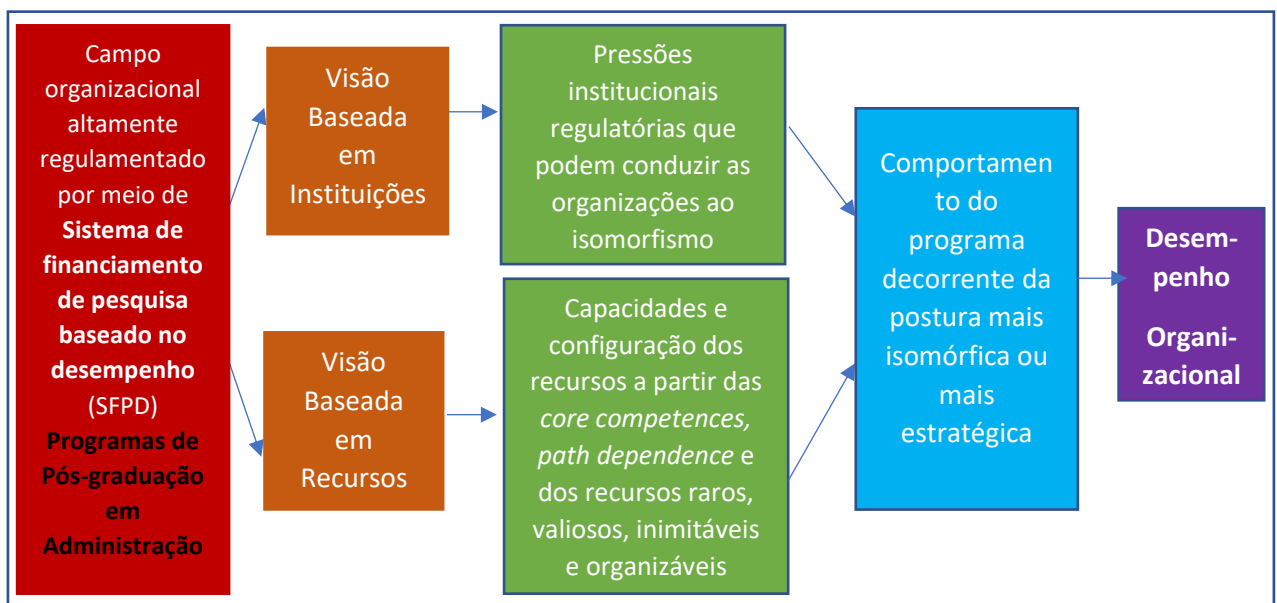 Campo
organizacional
altamente
regulamentado
por meio de
Sistema de
financiamento
de pesquisa
baseado no
desempenho
(SFPD)
Programas de
Pós-graduação
em
Administração
Visão
Baseada
em
Instituições
Visão
Baseada
em
Recursos
Pressões
institucionais
regulatórias que
podem conduzir as
organizações ao
isomorfismo
Capacidades e
configuração dos
recursos a partir das
core competences,
path dependence e
dos recursos raros,
valiosos, inimitáveis
e organizáveis
Comportamen
to do
programa
decorrente da
postura mais
isomórfica ou
mais
estratégica
Desem-
penho
Organi-
zacional